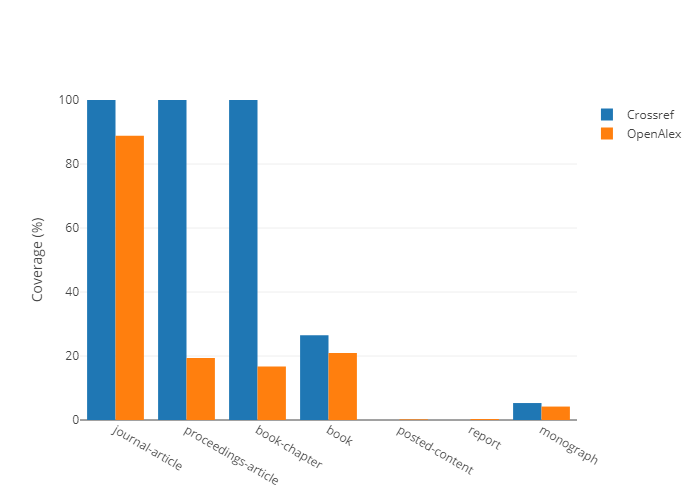 Coverage (%)
100
80
60
40
20
0
journal-article
proceedings-article
book-chapter
book
posted-content
report
monograph
Crossref
OpenAlex